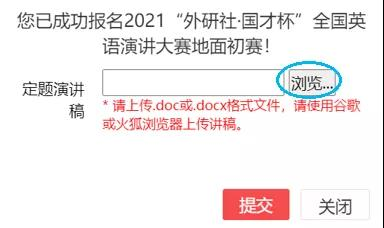 您已成功报名2021“外研社·国才杯”全国英
语演讲大赛地面初赛！
定题演讲
稿
浏览...
* 请上传.doc或.docx格式文件，请使用谷歌
或火狐浏览器上传讲稿。
提交
关闭